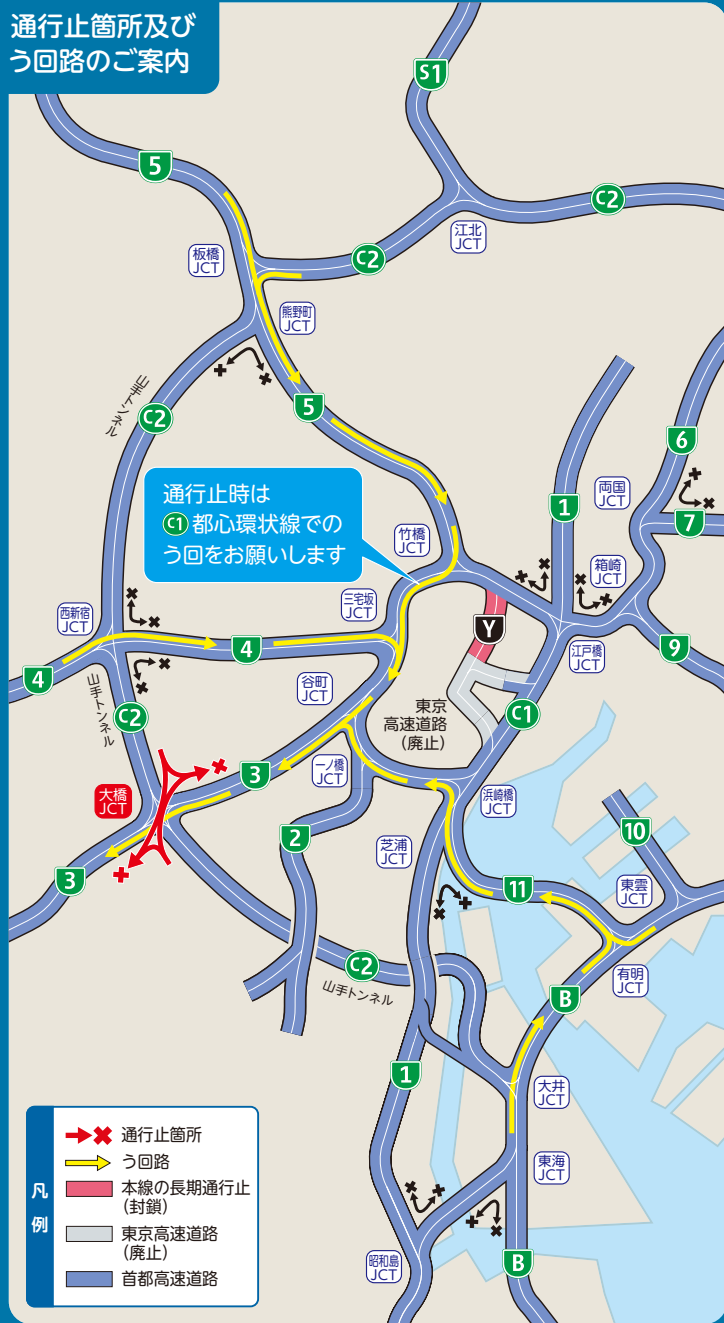 通行止箇所及び
う回路のご案内
S1
5
C2
江北
JCT
板橋
JCT
C2
熊野町
JCT
山手トンネル
C2
5
6
通行止時は
C1 都心環状線での
う回をお願いします
両国
JCT
1
7
竹橋
JCT
箱崎
JCT
三宅坂
JCT
西新宿
JCT
Y
4
江戸橋
JCT
9
4
谷町
JCT
山手トンネル
C2
東京
高速道路
(廃止)
C1
一ノ橋
JCT
3
大橋
JCT
浜崎橋
JCT
2
芝浦
JCT
10
3
11
東雲
JCT
C2
山手トンネル
有明
JCT
B
1
大井
JCT
東海
JCT
昭和島
JCT
B
凡例
通行止箇所
う回路
本線の長期通行止
(封鎖)
東京高速道路
(廃止)
首都高速道路